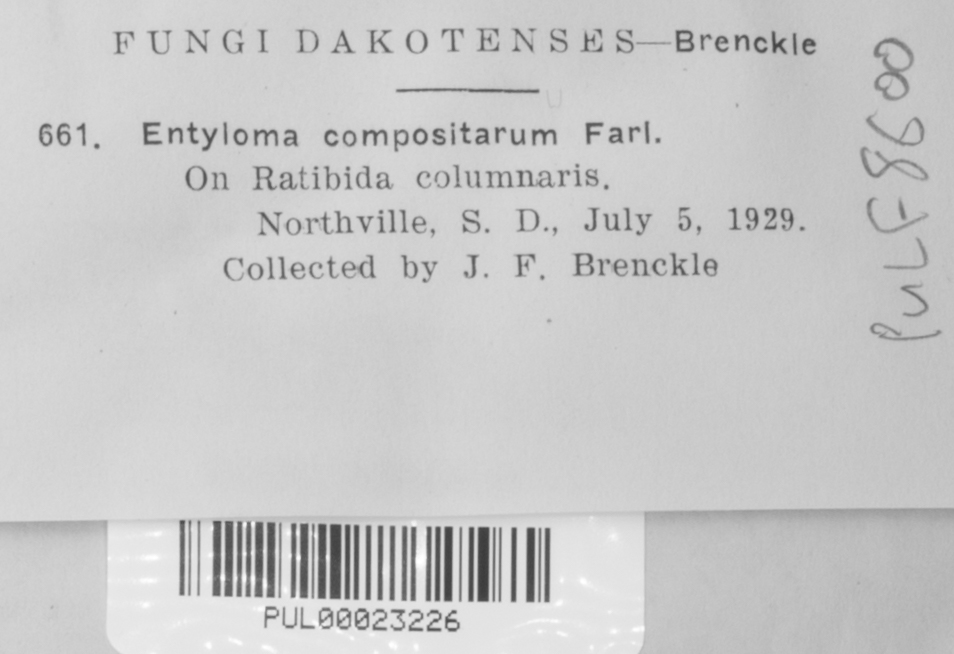 FUNGI DAKOTENSES—Brenckle
661. Entyloma compositarum Farl.
On Ratibida columnaris.
Northville, S. D., July 5, 1929.
Collected by J. F. Brenckle
PUL F8600
PUL00023226